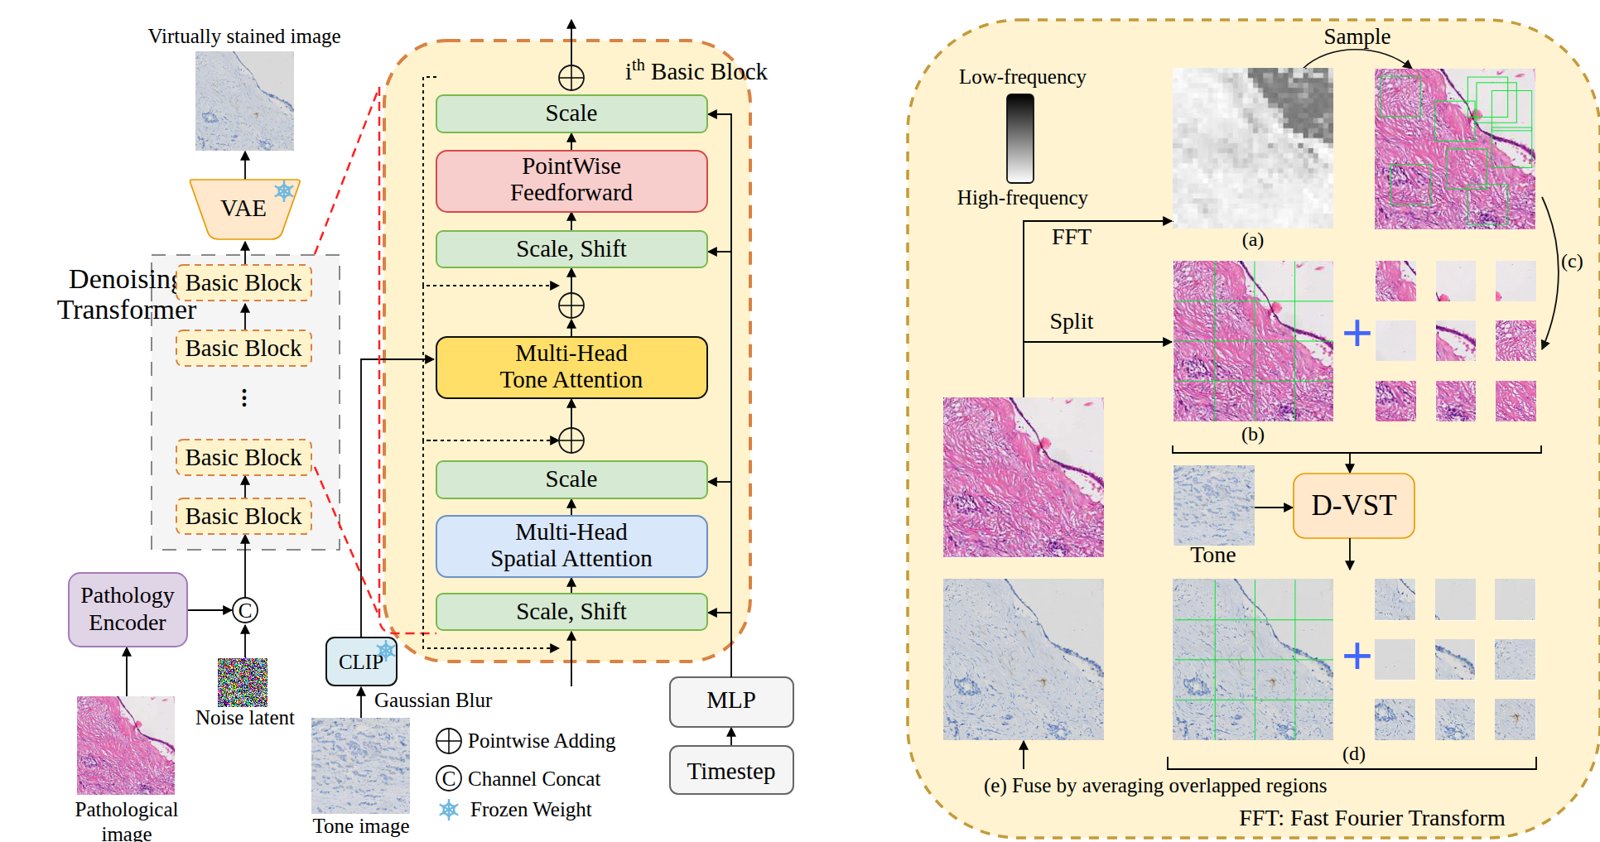 Virtually stained image
VAE
Denoising
Transformer
Basic Block
Basic Block
⋮
Basic Block
Basic Block
Pathology
Encoder
C
Noise latent
Pathological
image
CLIP
Gaussian Blur
Tone image
Pointwise Adding
C Channel Concat
Frozen Weight
ith Basic Block
Scale
PointWise
Feedforward
Scale, Shift
Multi-Head
Tone Attention
Scale
Multi-Head
Spatial Attention
Scale, Shift
MLP
Timestep
Sample
Low-frequency
High-frequency
FFT
(a)
(c)
Split
(b)
Tone
D-VST
(d)
(e) Fuse by averaging overlapped regions
FFT: Fast Fourier Transform